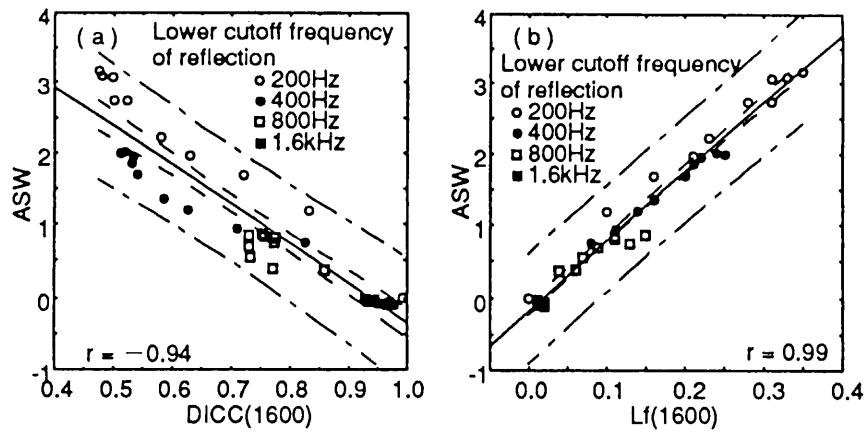 (a)
Lower cutoff frequency
of reflection
200Hz
400Hz
800Hz
1.6kHz
ASW
4
3
2
1
0
-1
r = −0.94
0.4
0.5
0.6
0.7
0.8
0.9
1.0
DICC(1600)
(b)
Lower cutoff frequency
of reflection
200Hz
400Hz
800Hz
1.6kHz
ASW
4
3
2
1
0
-1
r = 0.99
0.0
0.1
0.2
0.3
0.4
Lf(1600)